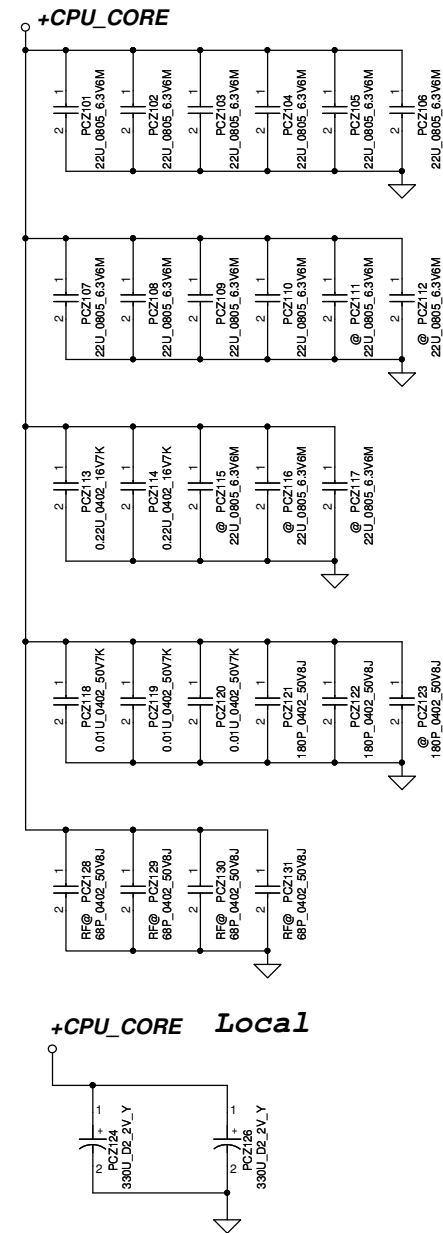 +CPU_CORE
1
2
PCZ101
22U_0805_6.3V6M
1
2
PCZ102
22U_0805_6.3V6M
1
2
PCZ103
22U_0805_6.3V6M
1
2
PCZ104
22U_0805_6.3V6M
1
2
PCZ105
22U_0805_6.3V6M
1
2
PCZ106
22U_0805_6.3V6M
1
2
PCZ107
22U_0805_6.3V6M
1
2
PCZ108
22U_0805_6.3V6M
1
2
PCZ109
22U_0805_6.3V6M
1
2
PCZ110
22U_0805_6.3V6M
1
2
@ PCZ111
22U_0805_6.3V6M
1
2
@ PCZ112
22U_0805_6.3V6M
1
2
PCZ113
0.22U_0402_16V7K
1
2
PCZ114
0.22U_0402_16V7K
1
2
@ PCZ115
22U_0805_6.3V6M
1
2
@ PCZ116
22U_0805_6.3V6M
1
2
@ PCZ117
22U_0805_6.3V6M
1
2
PCZ118
0.01U_0402_50V7K
1
2
PCZ119
0.01U_0402_50V7K
1
2
PCZ120
0.01U_0402_50V7K
1
2
PCZ121
180P_0402_50V8J
1
2
PCZ122
180P_0402_50V8J
1
2
@ PCZ123
180P_0402_50V8J
1
2
RF@ PCZ128
68P_0402_50V8J
1
2
RF@ PCZ129
68P_0402_50V8J
1
2
RF@ PCZ130
68P_0402_50V8J
1
2
RF@ PCZ131
68P_0402_50V8J
+CPU_CORE Local
1
+
2
PCZ124
330U_D2_2V_Y
1
+
2
PCZ126
330U_D2_2V_Y